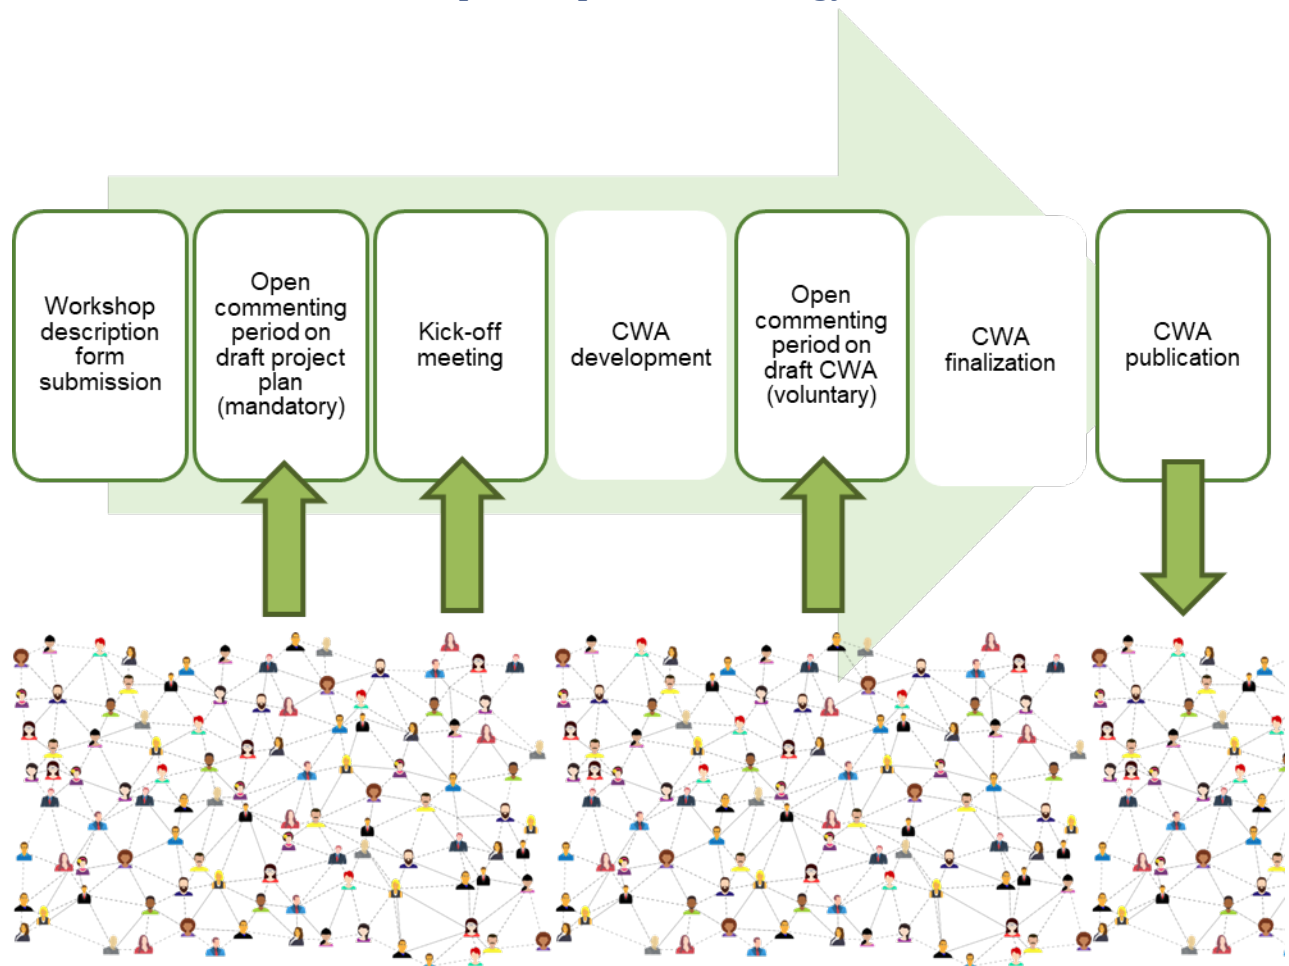 Workshop
description
form
submission
Open
commenting
period on
draft project
plan
(mandatory)
Kick-off
meeting
CWA
development
Open
commenting
period on
draft CWA
(voluntary)
CWA
finalization
CWA
publication